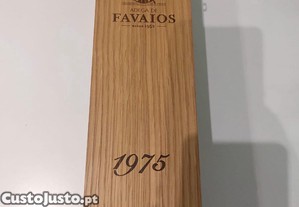 ADEGA DE
FAVAIOS
1975
CustoJusto.pt